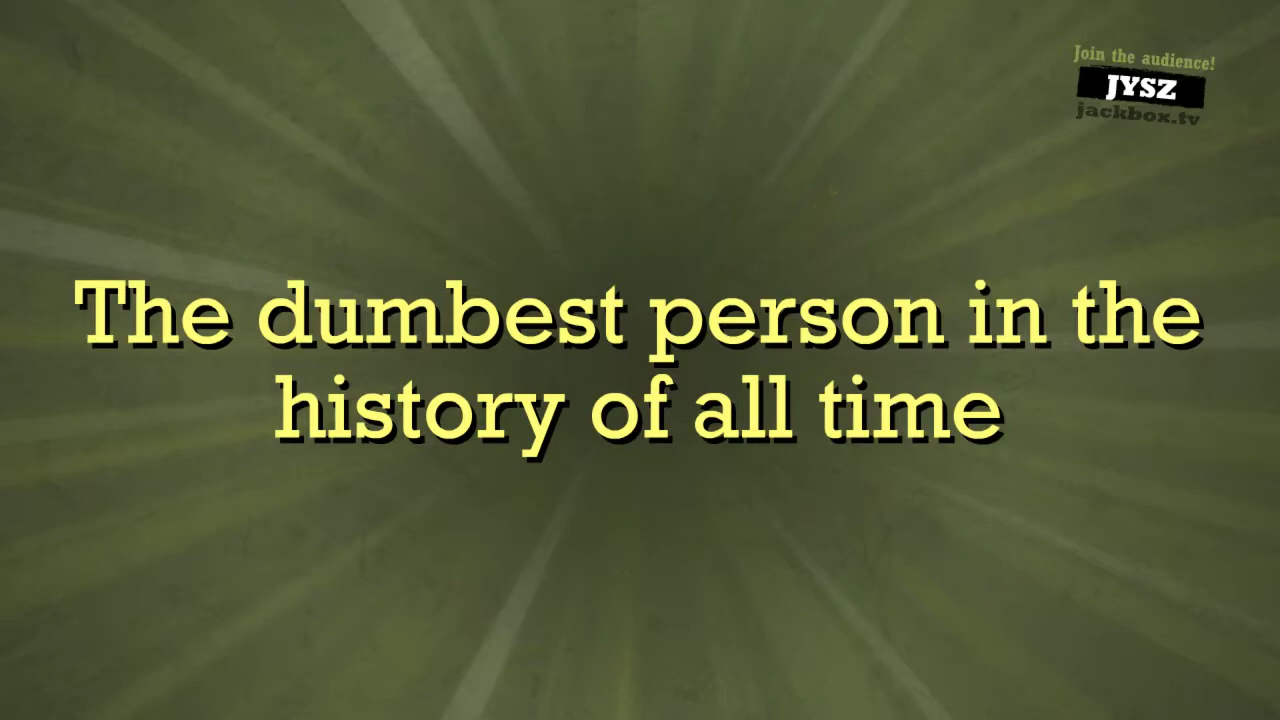 Join the audience!
JYSZ
jackbox.tv
The dumbest person in the
history of all time